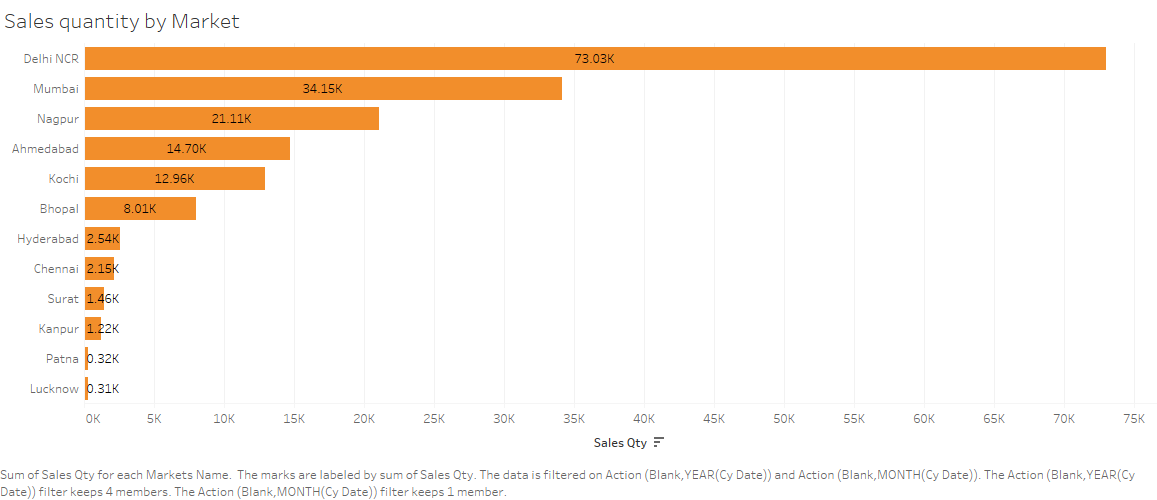 Sales quantity by Market
Delhi NCR 73.03K
Mumbai 34.15K
Nagpur 21.11K
Ahmedabad 14.70K
Kochi 12.96K
Bhopal 8.01K
Hyderabad 2.54K
Chennai 2.15K
Surat 1.46K
Kanpur 1.22K
Patna 0.32K
Lucknow 0.31K
0K 5K 10K 15K 20K 25K 30K 35K 40K 45K 50K 55K 60K 65K 70K 75K
Sales Qty
Sum of Sales Qty for each Markets Name. The marks are labeled by sum of Sales Qty. The data is filtered on Action (Blank,YEAR(Cy Date)) and Action (Blank,MONTH(Cy Date)). The Action (Blank,YEAR(Cy
Date)) filter keeps 4 members. The Action (Blank,MONTH(Cy Date)) filter keeps 1 member.